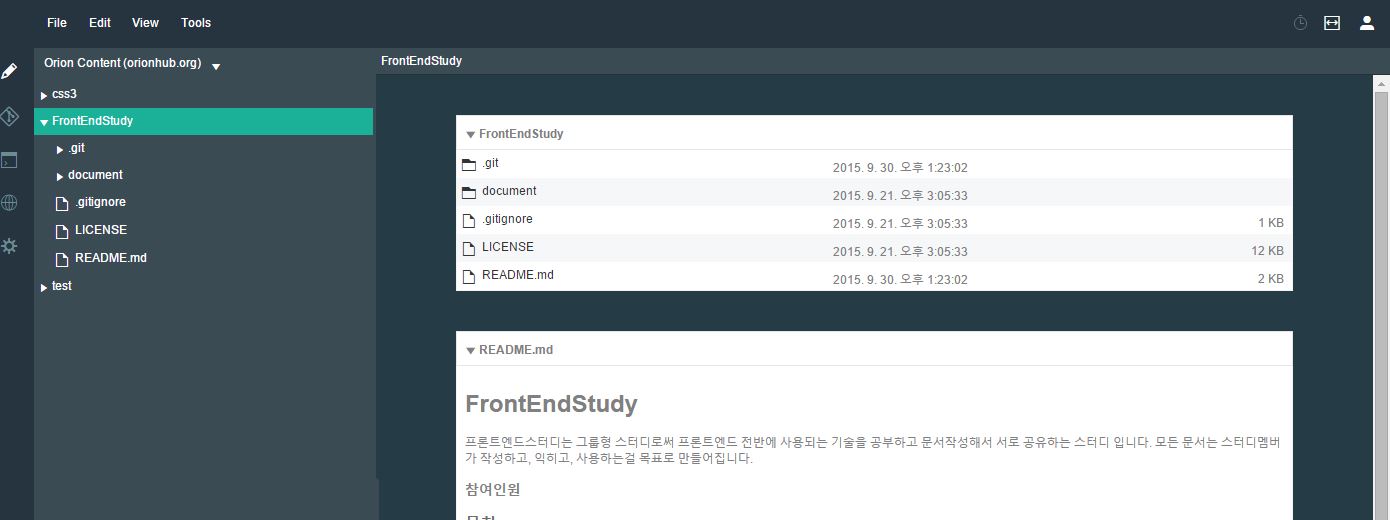 File Edit View Tools
Orion Content (orionhub.org)
css3
FrontEndStudy
.git
document
.gitignore
LICENSE
README.md
test
FrontEndStudy
FrontEndStudy
.git 2015. 9. 30. 오후 1:23:02
document 2015. 9. 21. 오후 3:05:33
.gitignore 2015. 9. 21. 오후 3:05:33 1 KB
LICENSE 2015. 9. 21. 오후 3:05:33 12 KB
README.md 2015. 9. 30. 오후 1:23:02 2 KB
README.md
FrontEndStudy
프론트엔드스터디는 그룹형 스터디로써 프론트엔드 전반에 사용되는 기술을 공부하고 문서작성해서 서로 공유하는 스터디 입니다. 모든 문서는 스터디멤버
가 작성하고, 익히고, 사용하는걸 목표로 만들어집니다.
참여인원